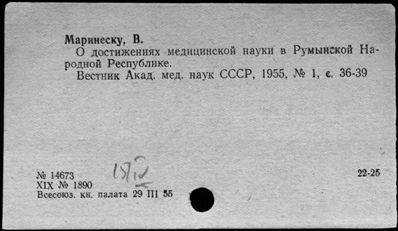 Маринеску, В.
О достижениях медицинской науки в Румынской На-
родной Республике.
Вестник Акад. мед. наук СССР, 1955, № 1, с. 36-39
№ 14673
XIX № 1890
Всесоюз. кн. палата 29 III 55
22-25